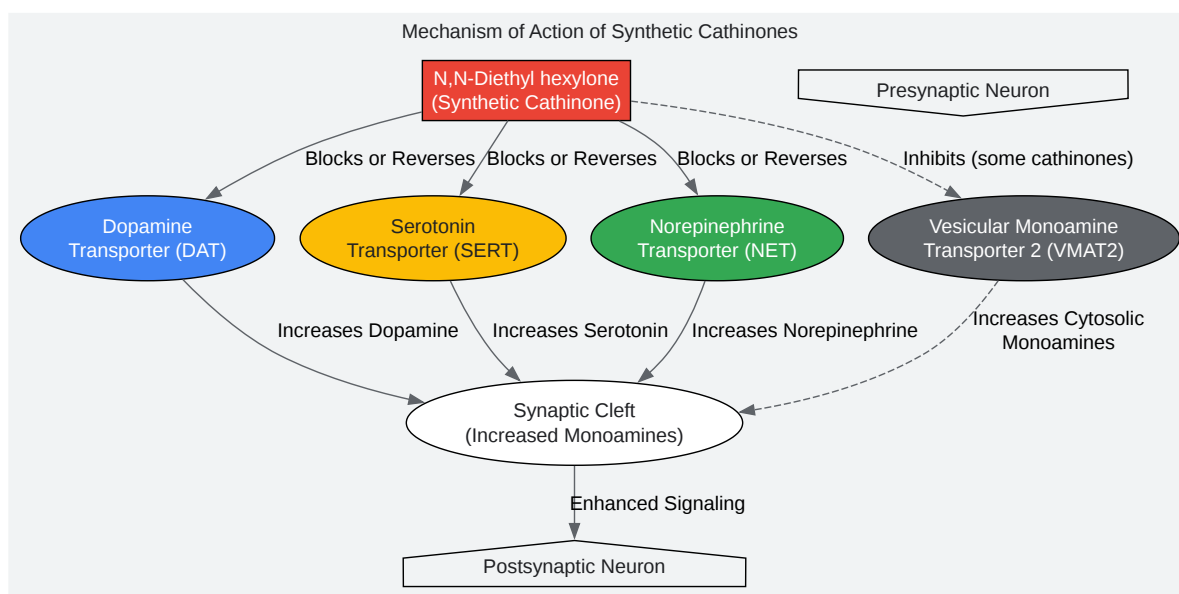 Mechanism of Action of Synthetic Cathinones
N,N-Diethyl hexylone
(Synthetic Cathinone)
Presynaptic Neuron
Blocks or Reverses
Blocks or Reverses
Blocks or Reverses
Inhibits (some cathinones)
Dopamine
Transporter (DAT)
Serotonin
Transporter (SERT)
Norepinephrine
Transporter (NET)
Vesicular Monoamine
Transporter 2 (VMAT2)
Increases Dopamine
Increases Serotonin
Increases Norepinephrine
Increases Cytosolic
Monoamines
Synaptic Cleft
(Increased Monoamines)
Enhanced Signaling
Postsynaptic Neuron